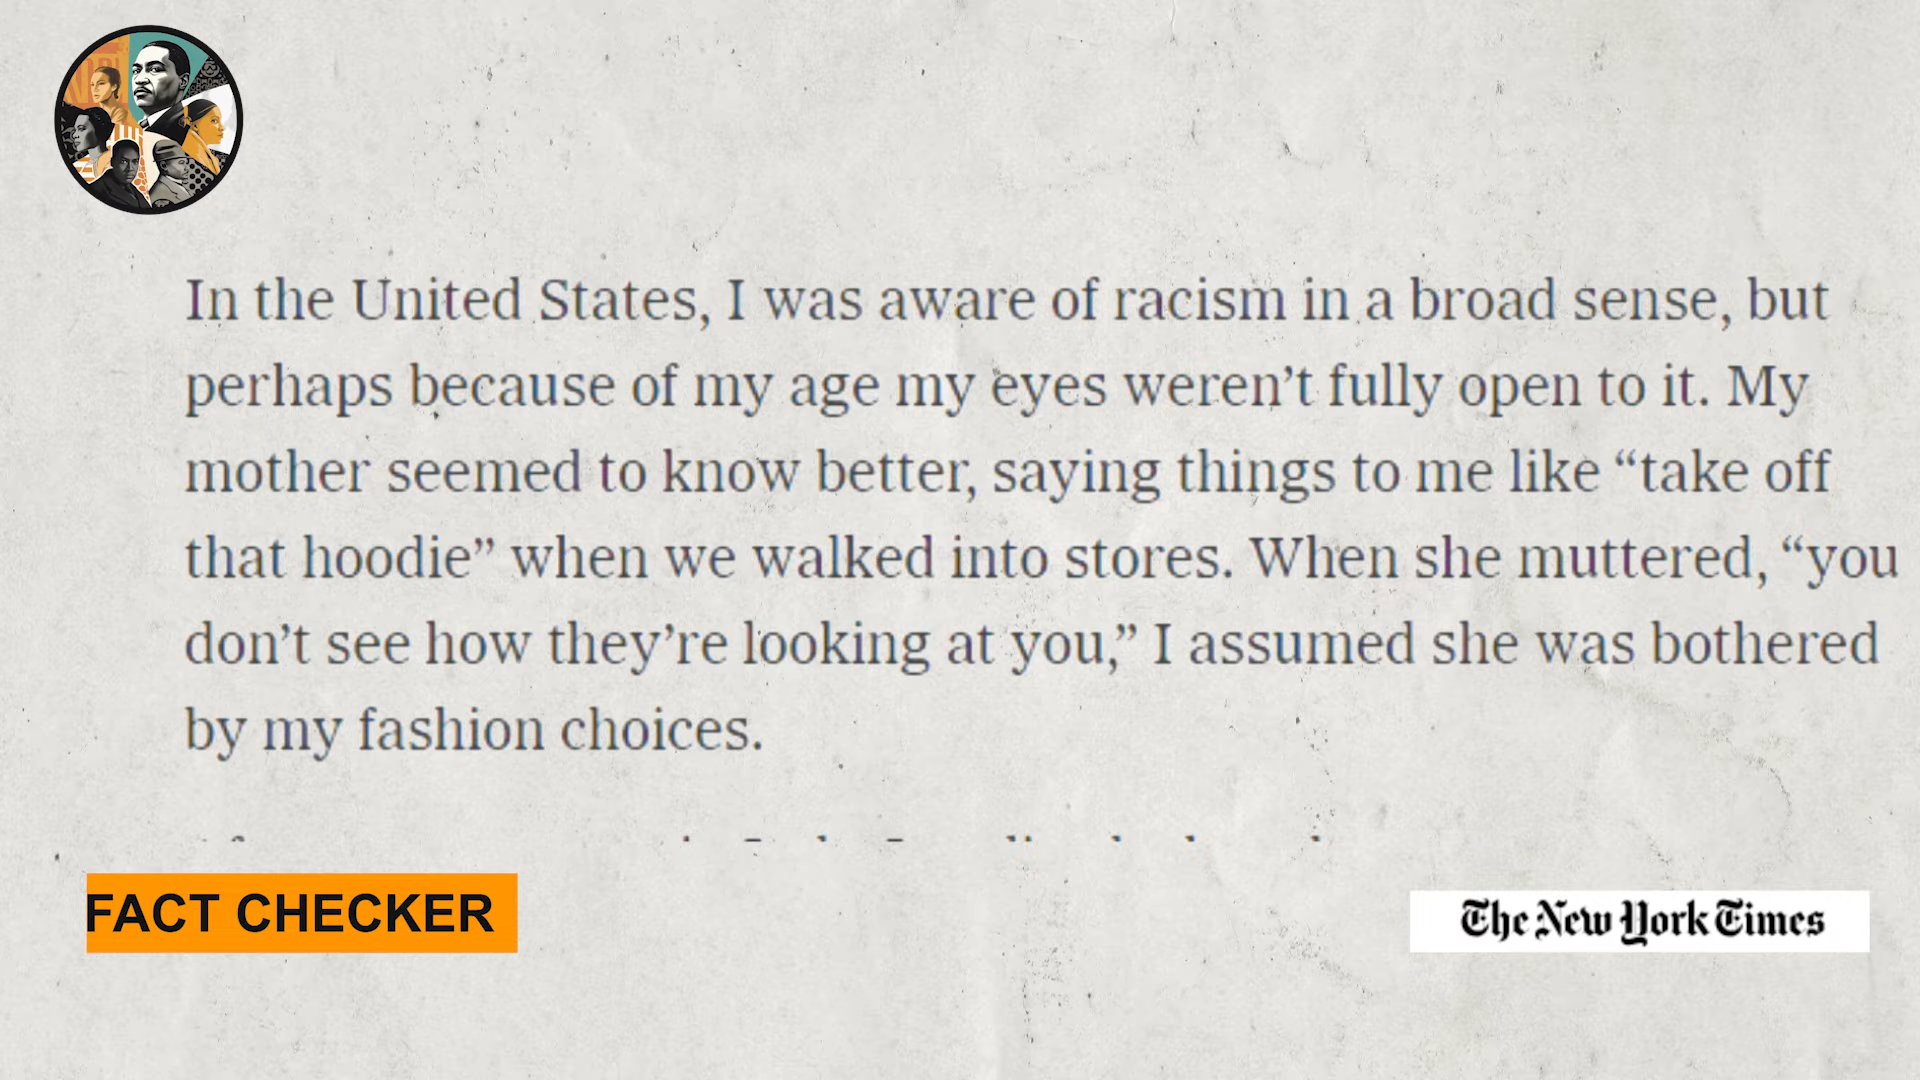 In the United States, I was aware of racism in a broad sense, but
perhaps because of my age my eyes weren’t fully open to it. My
mother seemed to know better, saying things to me like “take off
that hoodie” when we walked into stores. When she muttered, “you
don’t see how they’re looking at you,” I assumed she was bothered
by my fashion choices.
FACT CHECKER
The New York Times